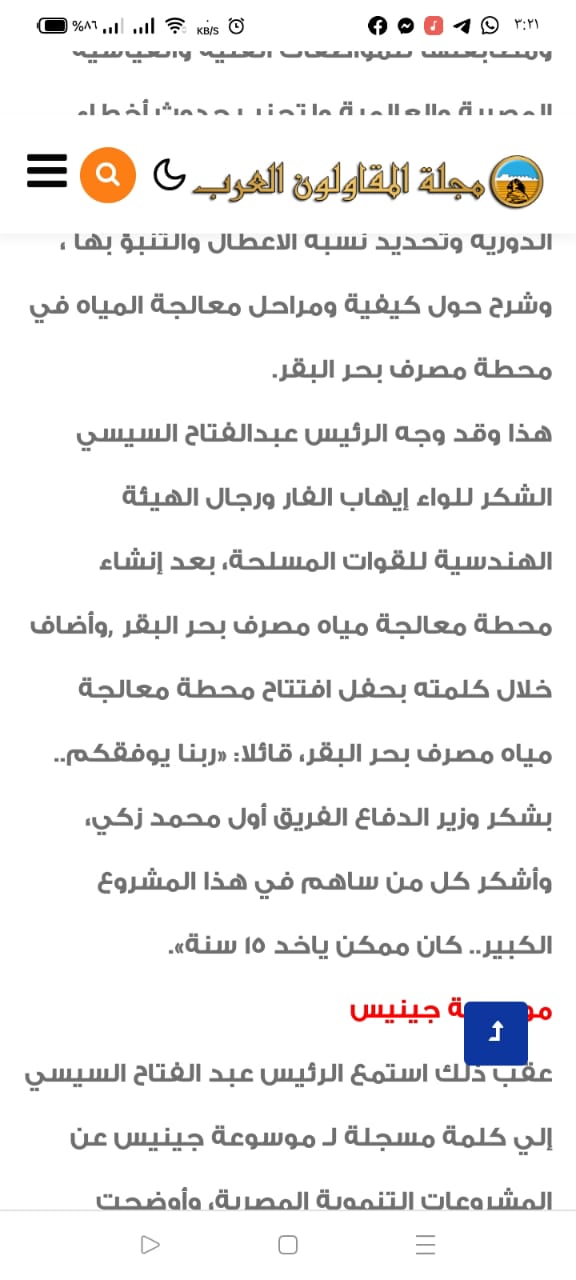 %٨٦ KB/S ٣:٢١
المصرية والعالمية ولتجنب حدوث أخطاء
مجلة المقاولون العرب
الدورية وتحديد نسبة الأعطال والتنبؤ بها ،
وشرح حول كيفية ومراحل معالجة المياه في
محطة مصرف بحر البقر.
هذا وقد وجه الرئيس عبدالفتاح السيسي
الشكر للواء إيهاب الفار ورجال الهيئة
الهندسية للقوات المسلحة، بعد إنشاء
محطة معالجة مياه مصرف بحر البقر ,وأضاف
خلال كلمته بحفل افتتاح محطة معالجة
مياه مصرف بحر البقر، قائلا: «ربنا يوفقكم..
بشكر وزير الدفاع الفريق أول محمد زكي،
وأشكر كل من ساهم في هذا المشروع
الكبير.. كان ممكن ياخد ١٥ سنة».
جينيس
عقب ذلك استمع الرئيس عبد الفتاح السيسي
إلي كلمة مسجلة لـ موسوعة جينيس عن
المشروعات التنموية المصرية، وأوضحت